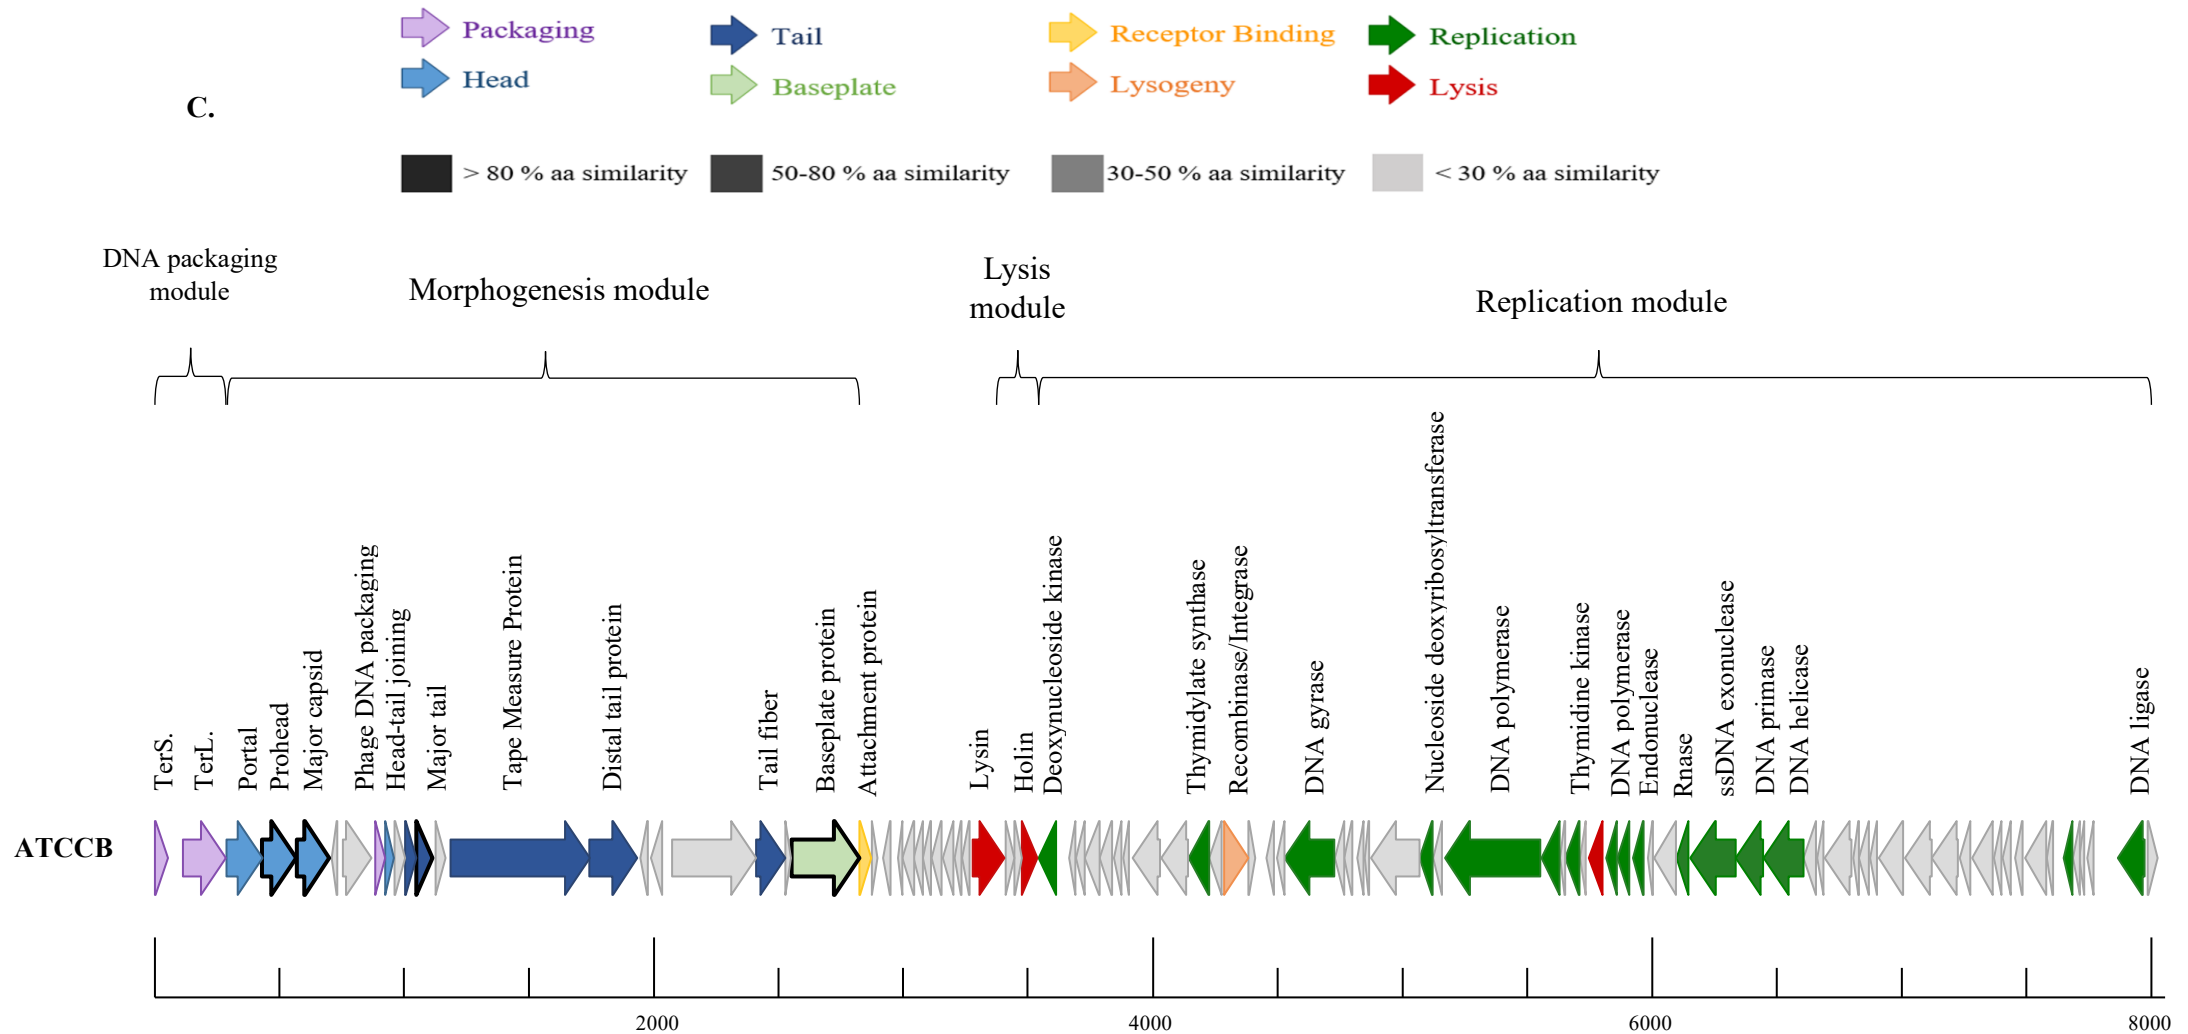 Packaging
Tail
Receptor Binding
Replication
Head
Baseplate
Lysogeny
Lysis
C.
> 80 % aa similarity
50-80 % aa similarity
30-50 % aa similarity
< 30 % aa similarity
DNA packaging
module
Morphogenesis module
Lysis
module
Replication module
TerS.
TerL.
Portal
Prohead
Major capsid
Phage DNA packaging
Head-tail joining
Major tail
Tape Measure Protein
Distal tail protein
Tail fiber
Baseplate protein
Attachment protein
Lysin
Holin
Deoxynucleoside kinase
Thymidylate synthase
Recombinase/Integrase
DNA gyrase
Nucleoside deoxyribosyltransferase
DNA polymerase
Thymidine kinase
DNA polymerase
Endonuclease
Rnase
ssDNA exonuclease
DNA primase
DNA helicase
DNA ligase
ATCCB
2000
4000
6000
8000